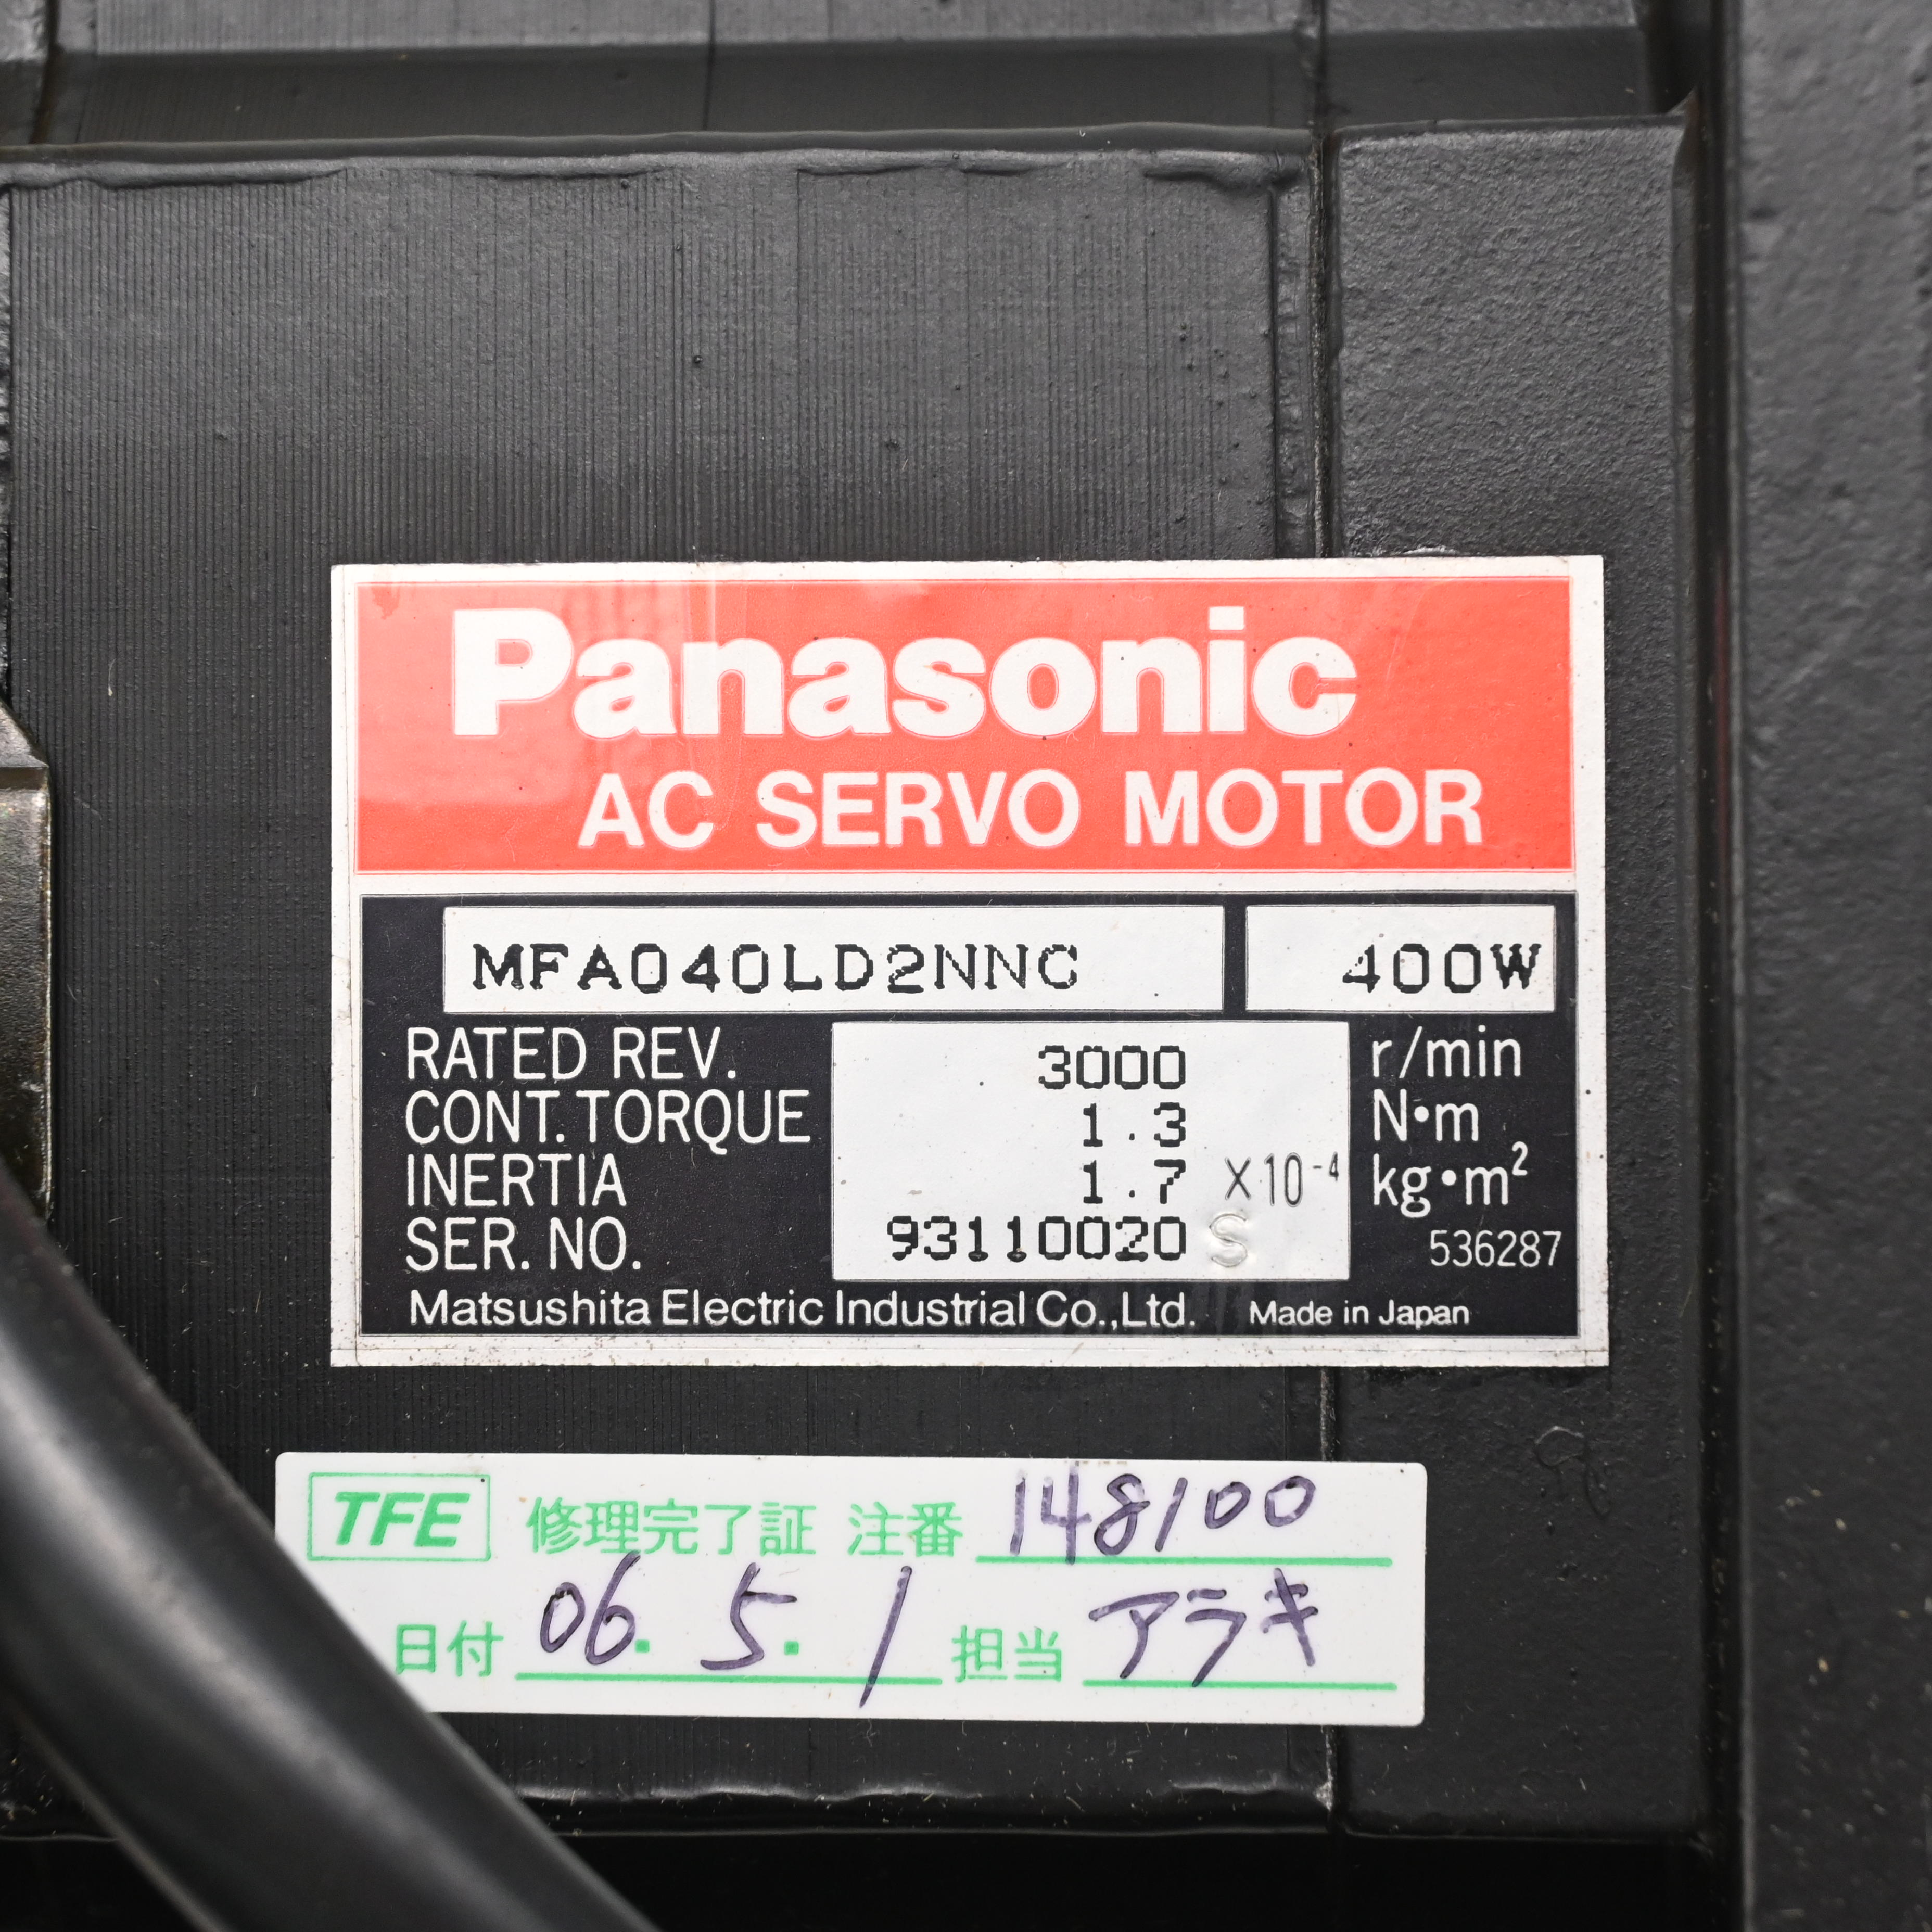 Panasonic
AC SERVO MOTOR
MFA040LD2NNC 400W
RATED REV. 3000 r/min
CONT. TORQUE 1.3 N•m
INERTIA 1.7 ×10⁻⁴ kg•m²
SER. NO. 93110020 S 536287
Matsushita Electric Industrial Co.,Ltd. Made in Japan
TFE 修理完了証 注番 148100
日付 06. 5. 1 担当 アラキ